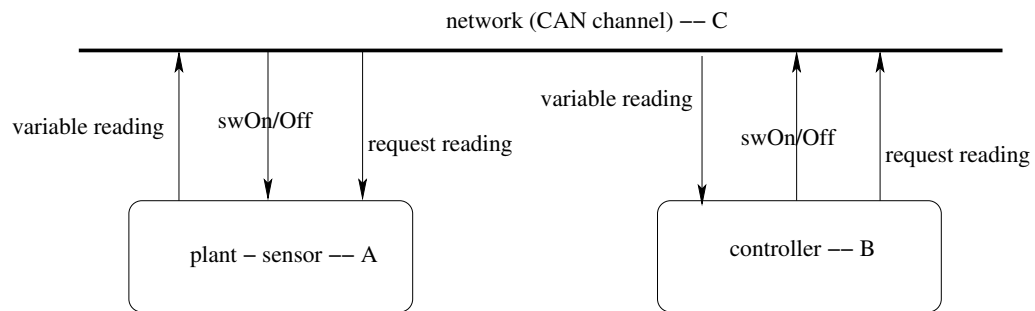 network (CAN channel) −− C
variable reading
swOn/Off
request reading
variable reading
swOn/Off
request reading
plant − sensor −− A
controller −− B